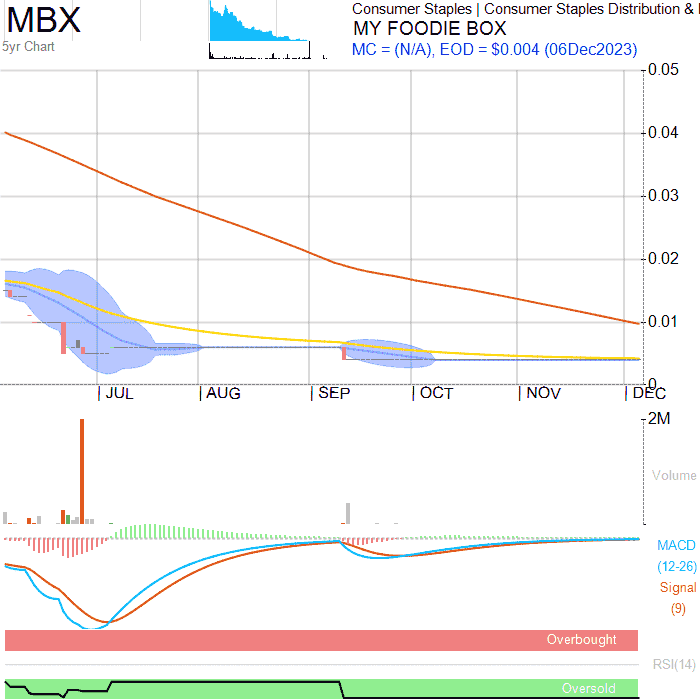 MBX
5yr Chart
Consumer Staples | Consumer Staples Distribution &
MY FOODIE BOX
MC = (N/A), EOD = $0.004 (06Dec2023)
0.05
0.04
0.03
0.02
0.01
0
JUL AUG SEP OCT NOV DEC
2M
Volume
MACD
(12-26)
Signal
(9)
Overbought
RSI(14)
Oversold